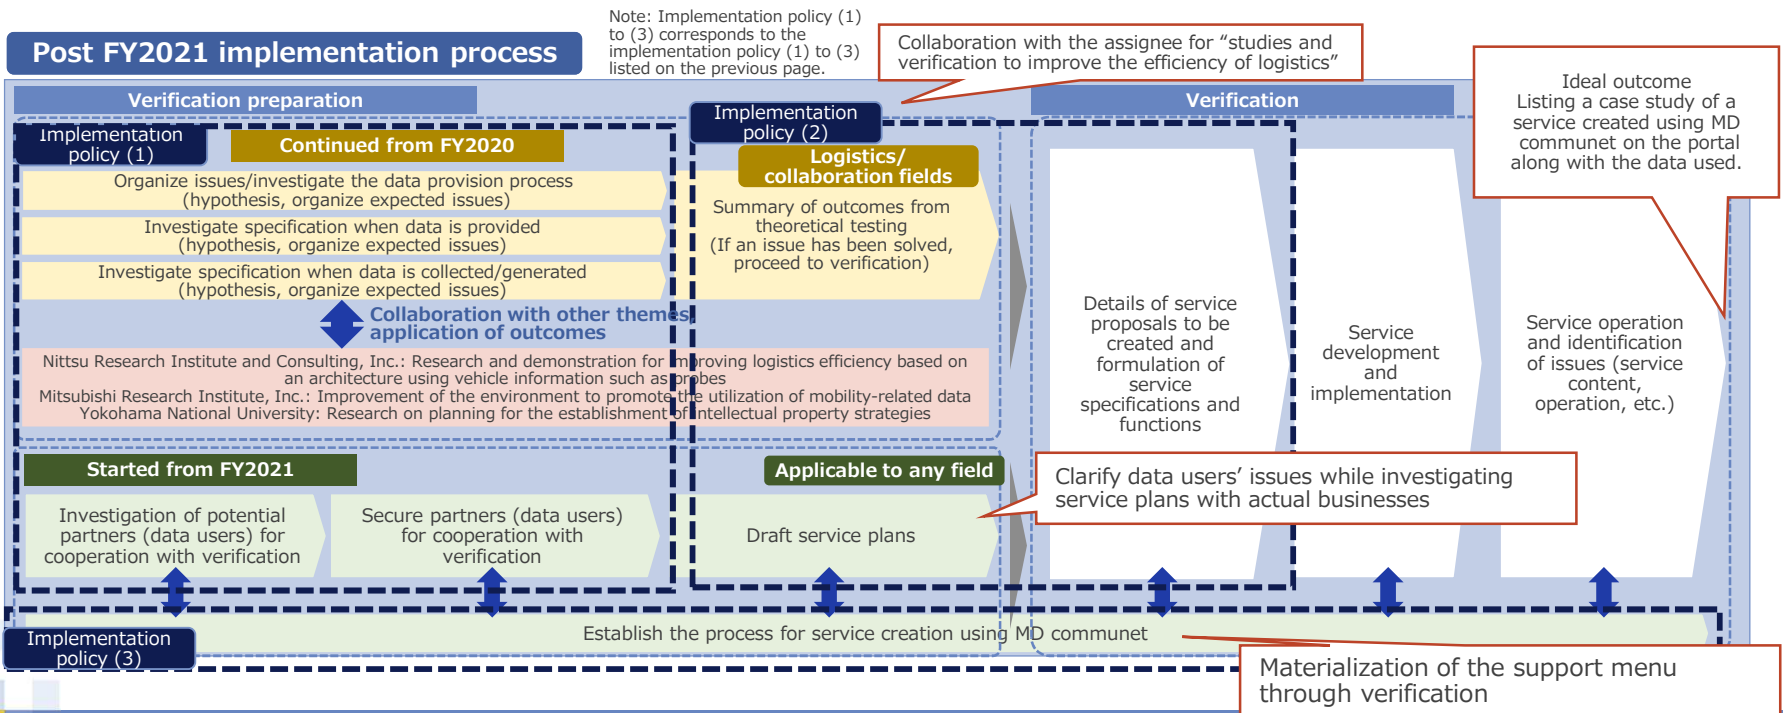 Post FY2021 implementation process
Note: Implementation policy (1)
to (3) corresponds to the
implementation policy (1) to (3)
listed on the previous page.
Collaboration with the assignee for “studies and
verification to improve the efficiency of logistics”
Ideal outcome
Listing a case study of a
service created using MD
communet on the portal
along with the data used.
Verification preparation
Verification
Implementation
policy (1)
Continued from FY2020
Implementation
policy (2)
Logistics/
collaboration fields
Organize issues/investigate the data provision process
(hypothesis, organize expected issues)
Investigate specification when data is provided
(hypothesis, organize expected issues)
Investigate specification when data is collected/generated
(hypothesis, organize expected issues)
Summary of outcomes from
theoretical testing
(If an issue has been solved,
proceed to verification)
Collaboration with other themes,
application of outcomes
Nittsu Research Institute and Consulting, Inc.: Research and demonstration for improving logistics efficiency based on
an architecture using vehicle information such as probes
Mitsubishi Research Institute, Inc.: Improvement of the environment to promote the utilization of mobility-related data
Yokohama National University: Research on planning for the establishment of intellectual property strategies
Details of service
proposals to be
created and
formulation of
service
specifications and
functions
Service
development
and
implementation
Service operation
and identification
of issues (service
content,
operation, etc.)
Started from FY2021
Applicable to any field
Clarify data users’ issues while investigating
service plans with actual businesses
Investigation of potential
partners (data users) for
cooperation with verification
Secure partners (data users)
for cooperation with
verification
Draft service plans
Implementation
policy (3)
Establish the process for service creation using MD communet
Materialization of the support menu
through verification